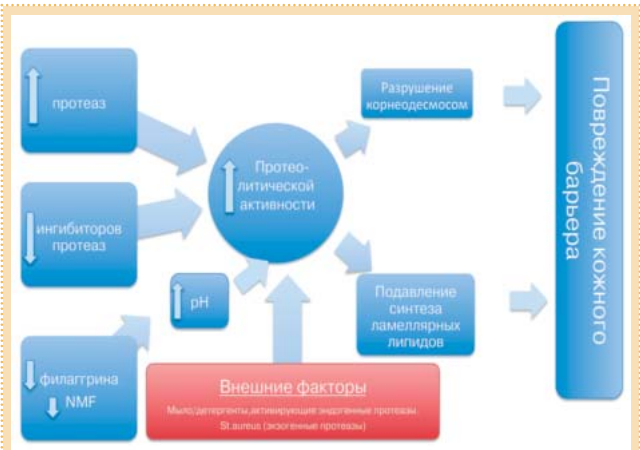 протеаз
ингибиторов
протеаз
филаггрина
NMF
pH
Протео-
литической
активности
Разрушение
корнеодесмосом
Подавление
синтеза
ламеллярных
липидов
Внешние факторы
Мыло/детергенты,активирующие эндогенные протеазы.
St.aureus (экзогенные протеазы)
Повреждение кожного
барьера